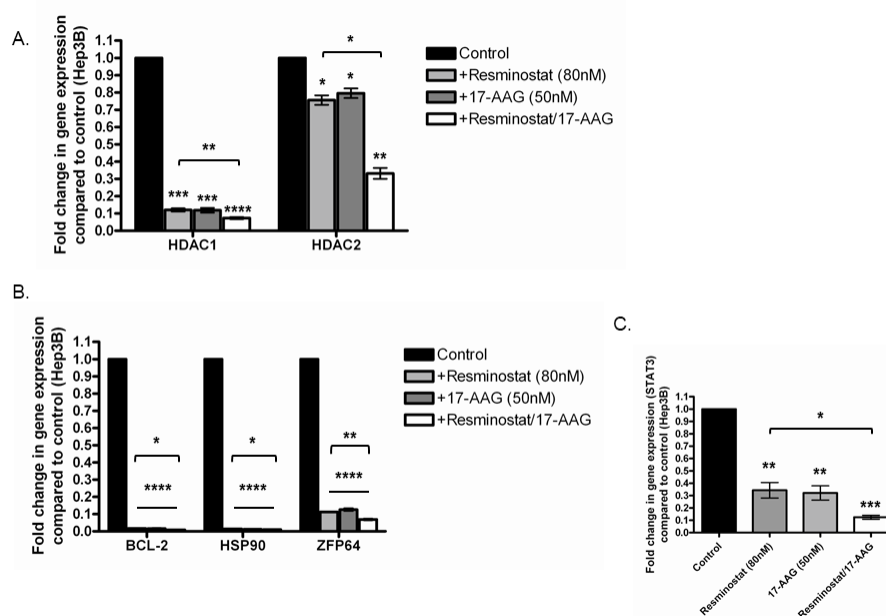 A.
Fold change in gene expression
compared to control (Hep3B)
1.1
1.0
0.9
0.8
0.7
0.6
0.5
0.4
0.3
0.2
0.1
0.0
*
* *
**
**
*** *** ****
HDAC1 HDAC2
Control
+Resminostat (80nM)
+17-AAG (50nM)
+Resminostat/17-AAG
B.
Fold change in gene expression
compared to control (Hep3B)
1.1
1.0
0.9
0.8
0.7
0.6
0.5
0.4
0.3
0.2
0.1
0.0
* * **
**** **** ****
BCL-2 HSP90 ZFP64
Control
+Resminostat (80nM)
+17-AAG (50nM)
+Resminostat/17-AAG
C.
Fold change in gene expression (STAT3)
compared to control (Hep3B)
1.1
1.0
0.9
0.8
0.7
0.6
0.5
0.4
0.3
0.2
0.1
0.0
*
** **
***
Control
Resminostat (80nM)
17-AAG (50nM)
Resminostat/17-AAG